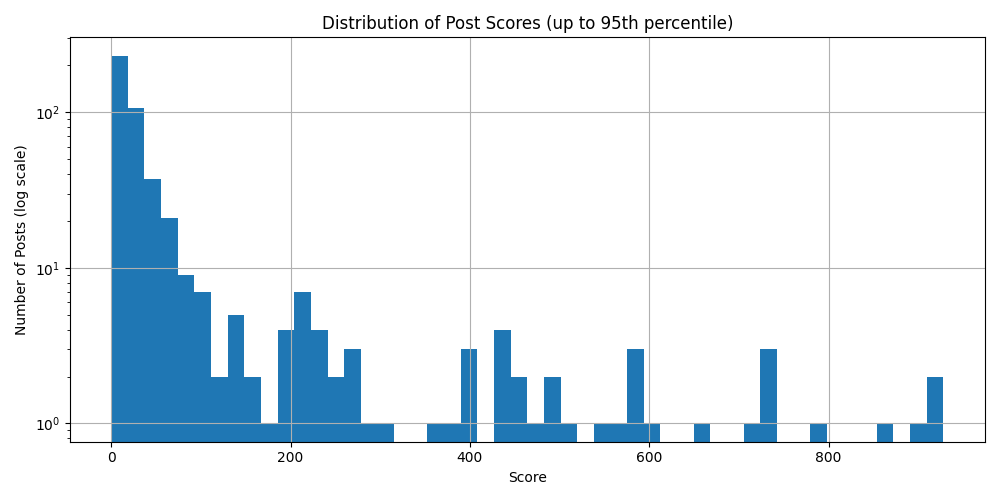 Distribution of Post Scores (up to 95th percentile)
Number of Posts (log scale)
10²
10¹
10⁰
0 200 400 600 800
Score